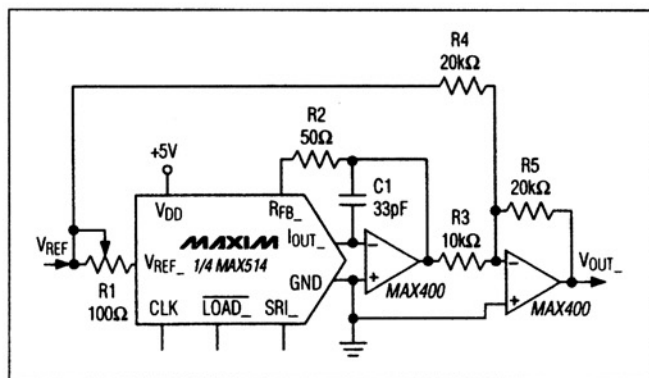 R4
20kΩ
R2
50Ω
+5V
R5
20kΩ
C1
33pF
VDD
RFB_
R3
10kΩ
MAXIM
IOUT_
VREF
VREF_
1/4 MAX514
VOUT_
GND
R1
100Ω
MAX400
MAX400
CLK
LOAD_
SRI_
−
+
−
+